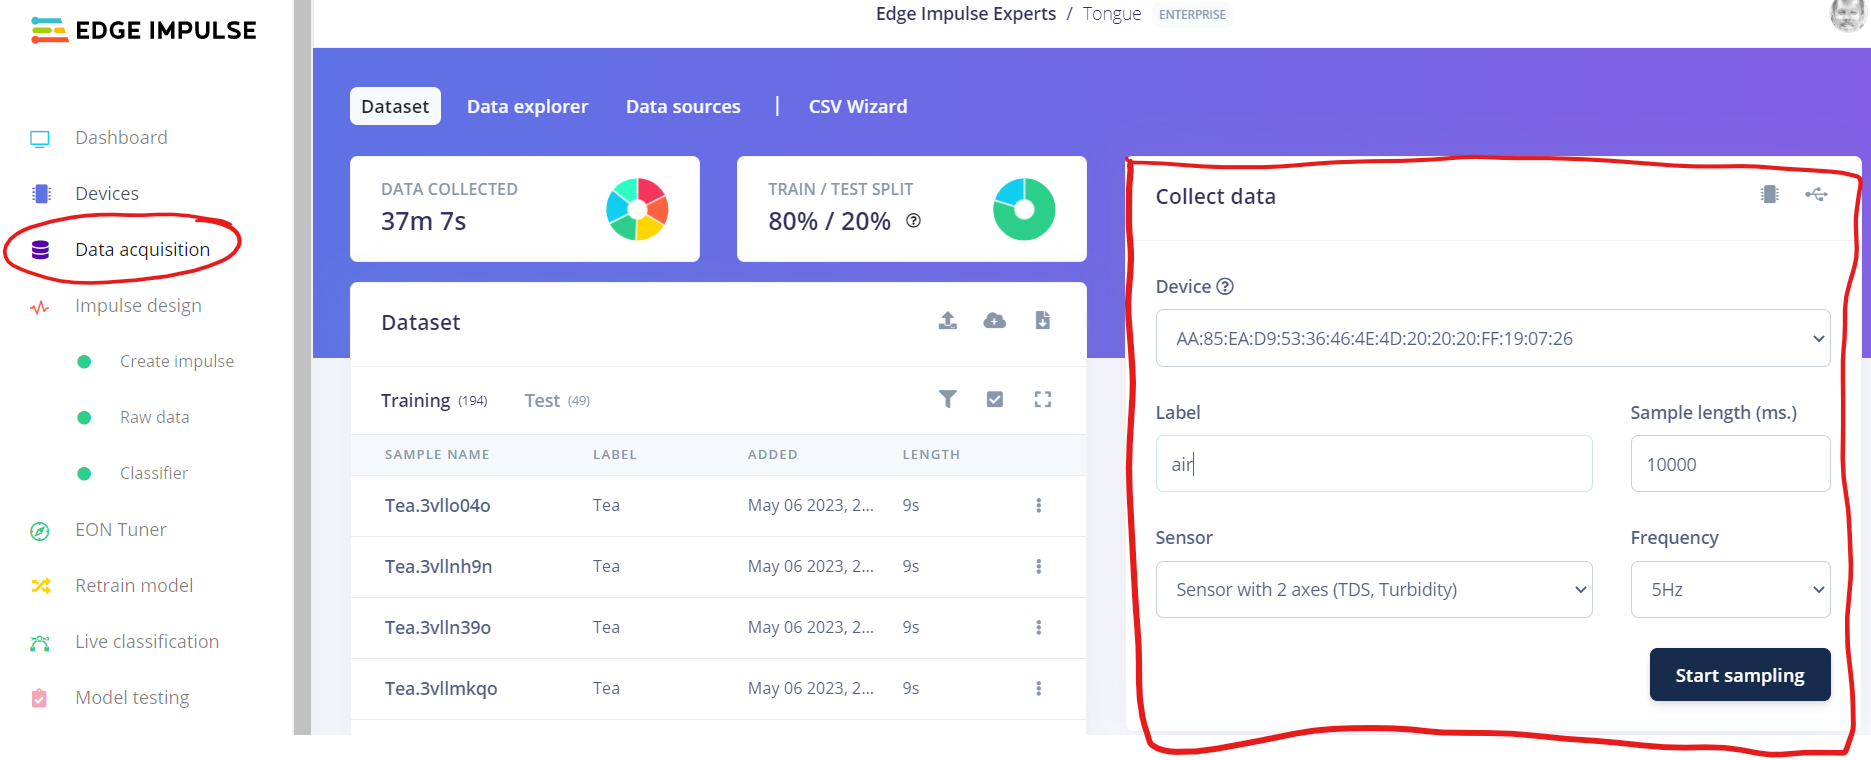 EDGE IMPULSE
Edge Impulse Experts / Tongue ENTERPRISE
Dashboard
Devices
Data acquisition
Impulse design
Create impulse
Raw data
Classifier
EON Tuner
Retrain model
Live classification
Model testing
Dataset Data explorer Data sources | CSV Wizard
DATA COLLECTED
37m 7s
TRAIN / TEST SPLIT
80% / 20% ?
Dataset
Training (194) Test (49)
SAMPLE NAME LABEL ADDED LENGTH
Tea.3vllo04o Tea May 06 2023, 2... 9s
Tea.3vllnh9n Tea May 06 2023, 2... 9s
Tea.3vlln39o Tea May 06 2023, 2... 9s
Tea.3vllmkqo Tea May 06 2023, 2... 9s
Collect data
Device ?
AA:85:EA:D9:53:36:46:4E:4D:20:20:20:FF:19:07:26
Label Sample length (ms.)
air 10000
Sensor Frequency
Sensor with 2 axes (TDS, Turbidity) 5Hz
Start sampling